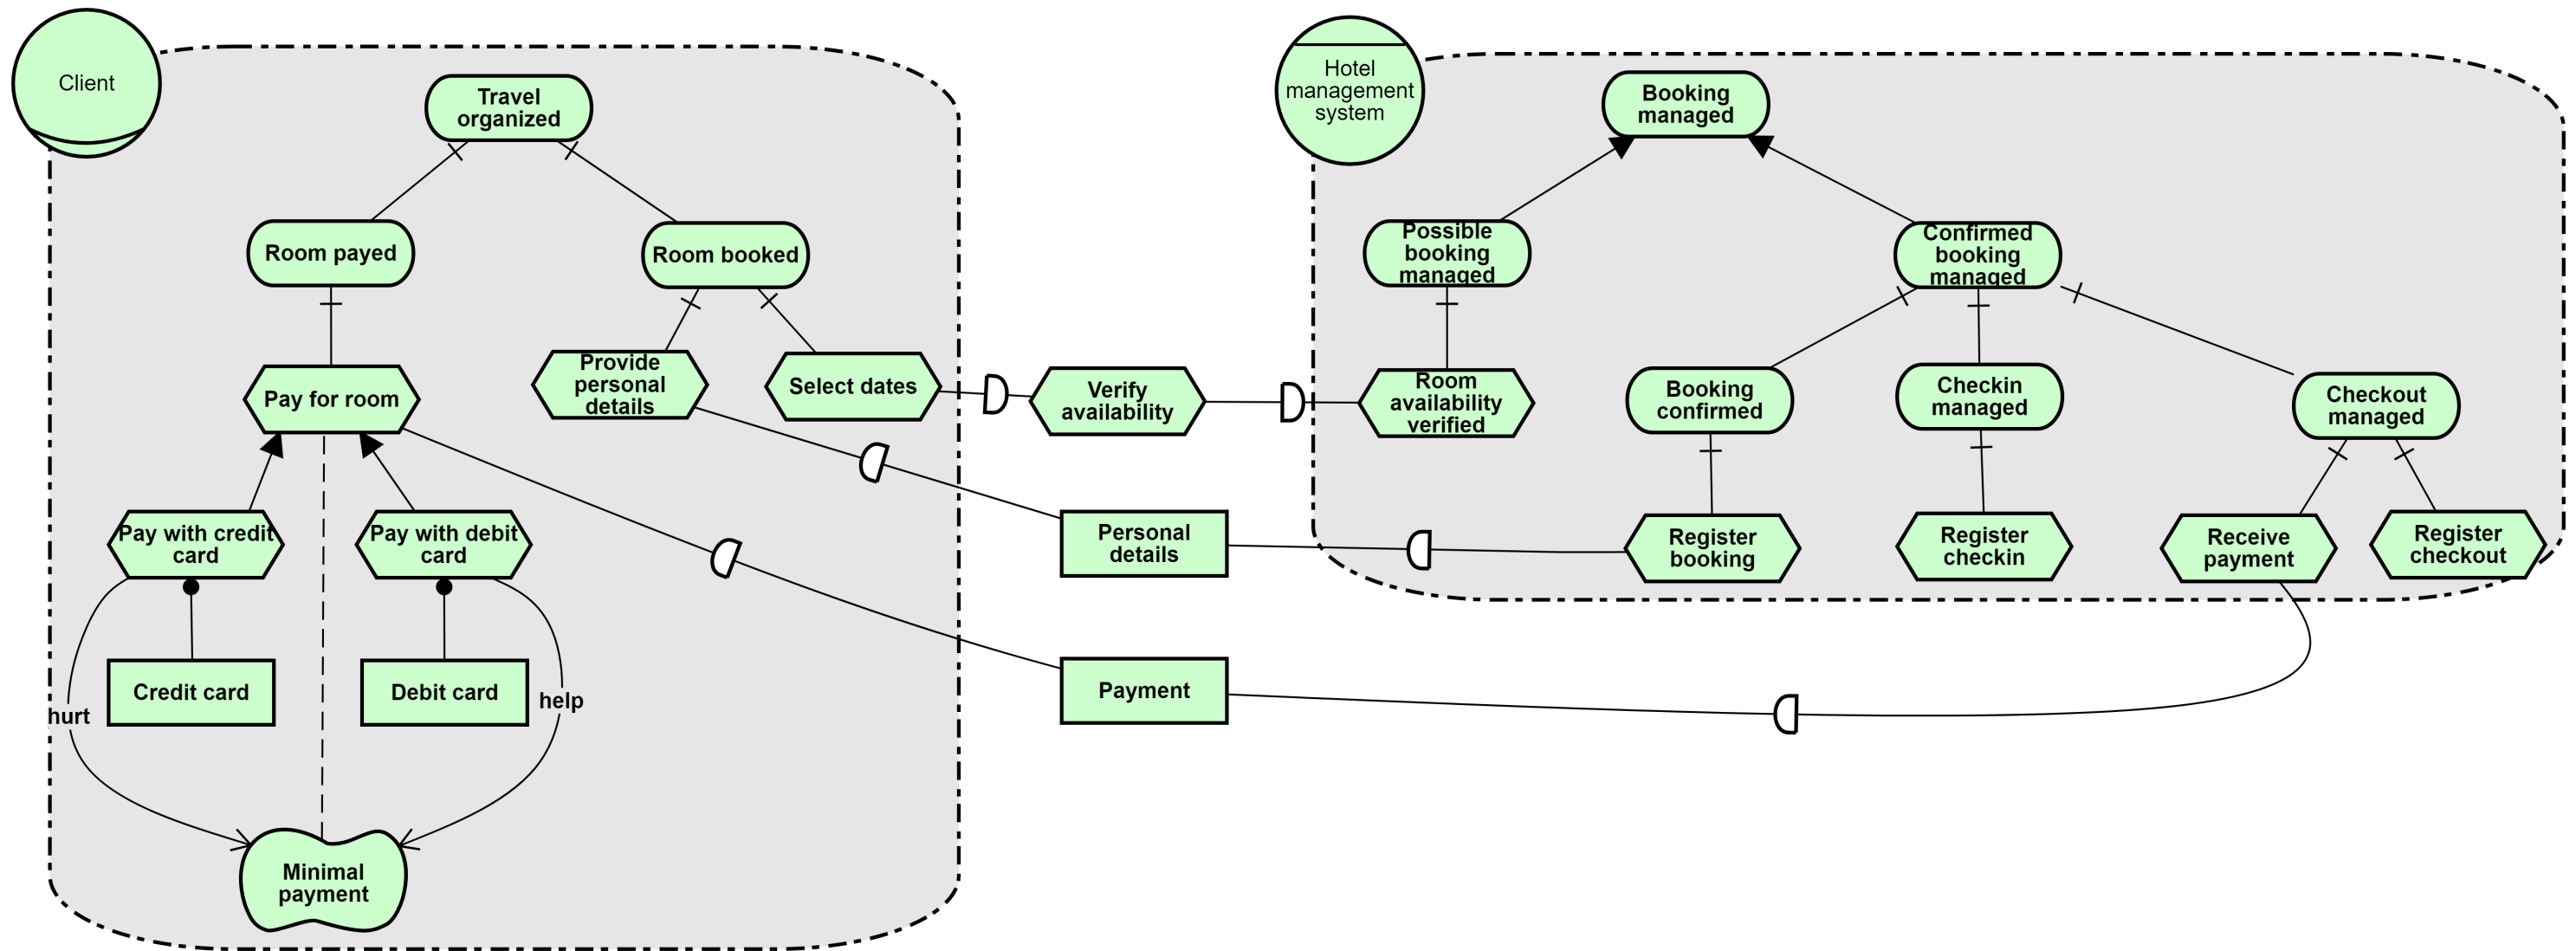 Client
Travel
organized
Room payed
Room booked
Pay for room
Provide
personal
details
Select dates
Pay with credit
card
Pay with debit
card
Credit card
Debit card
hurt
help
Minimal
payment
Verify
availability
Personal
details
Payment
Hotel
management
system
Booking
managed
Possible
booking
managed
Confirmed
booking
managed
Room
availability
verified
Booking
confirmed
Checkin
managed
Checkout
managed
Register
booking
Register
checkin
Receive
payment
Register
checkout